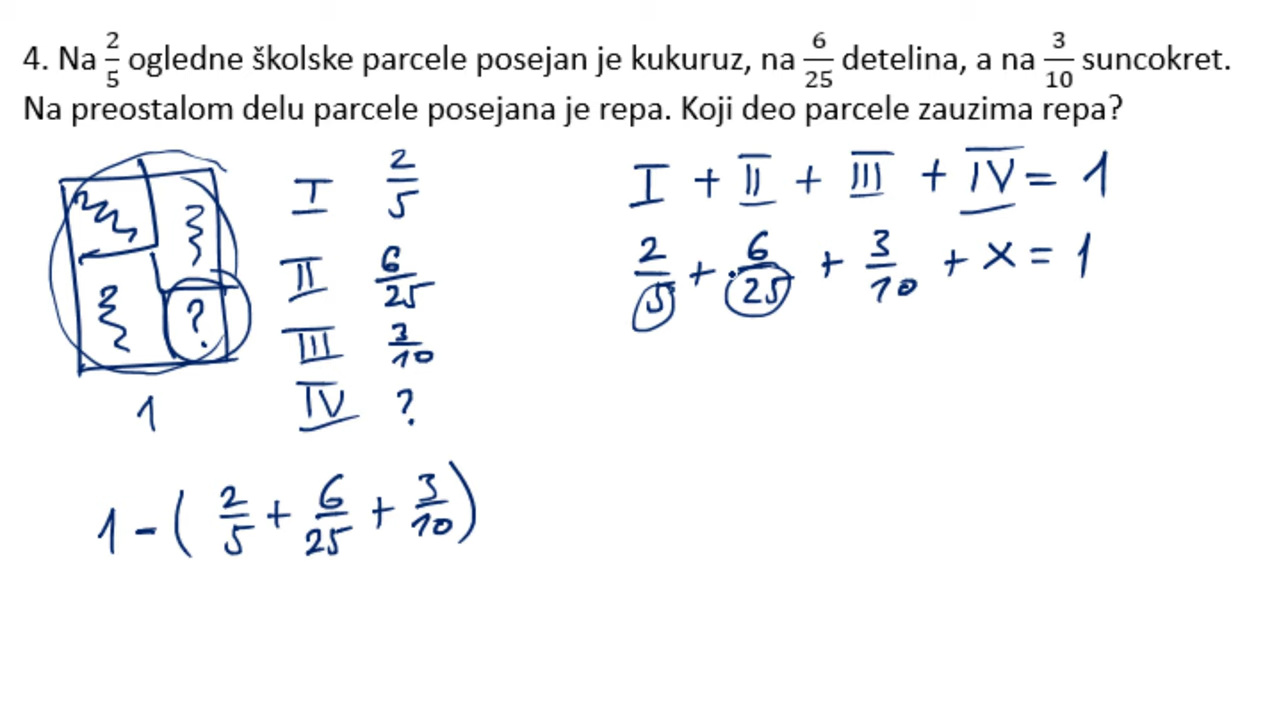 4. Na 2/5 ogledne školske parcele posejan je kukuruz, na 6/25 detelina, a na 3/10 suncokret.
Na preostalom delu parcele posejana je repa. Koji deo parcele zauzima repa?
?
1
I 2/5
II 6/25
III 3/10
IV ?
1 - ( 2/5 + 6/25 + 3/10 )
I + II + III + IV = 1
2/5 + 6/25 + 3/10 + x = 1